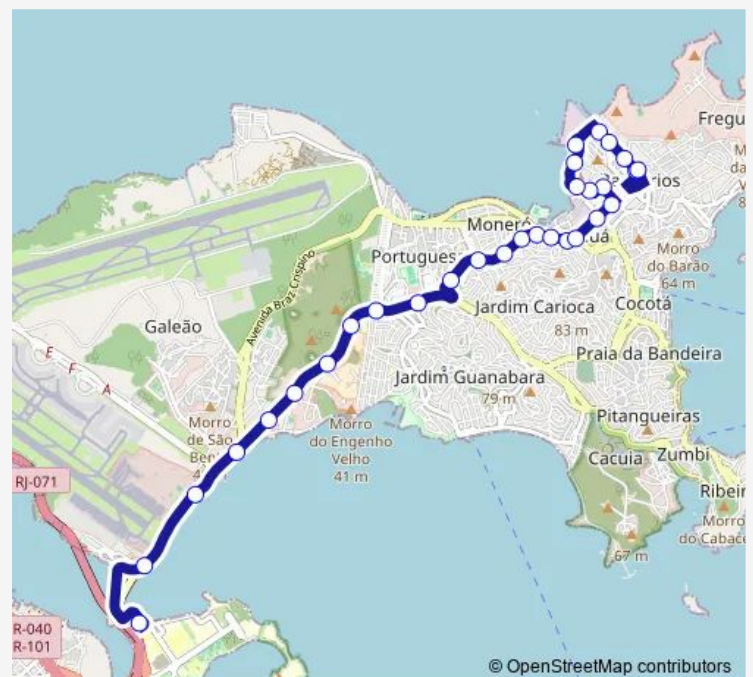 Fregu
Moneró
Portugues
Morro
do Barão
64 m
Avenida Braz Crispino
Galeão
Jardim Carioca
Cocotá
83 m
Praia da Bandeira
Jardim Guanabara
79 m
E F A
Morro
de São
Morro
do Engenho
Velho
41 m
Pitangueiras
Cacuia
Zumbi
RJ-071
Ribeir
Morro
do Cabace
67 m
R-040
R-101
© OpenStreetMap contributors